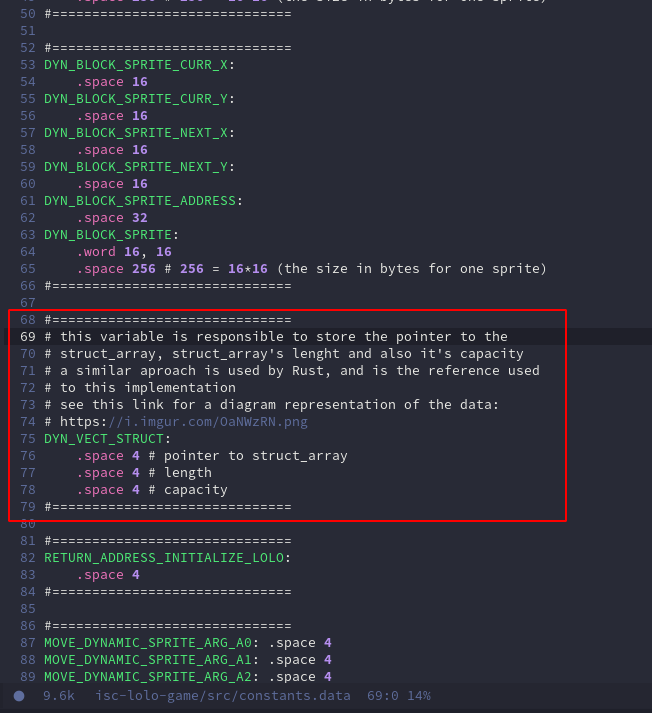 50 #==============================
51
52 #==============================
53 DYN_BLOCK_SPRITE_CURR_X:
54     .space 16
55 DYN_BLOCK_SPRITE_CURR_Y:
56     .space 16
57 DYN_BLOCK_SPRITE_NEXT_X:
58     .space 16
59 DYN_BLOCK_SPRITE_NEXT_Y:
60     .space 16
61 DYN_BLOCK_SPRITE_ADDRESS:
62     .space 32
63 DYN_BLOCK_SPRITE:
64     .word 16, 16
65     .space 256 # 256 = 16*16 (the size in bytes for one sprite)
66 #==============================
67
68 #==============================
69 # this variable is responsible to store the pointer to the
70 # struct_array, struct_array's lenght and also it's capacity
71 # a similar aproach is used by Rust, and is the reference used
72 # to this implementation
73 # see this link for a diagram representation of the data:
74 # https://i.imgur.com/OaNWzRN.png
75 DYN_VECT_STRUCT:
76     .space 4 # pointer to struct_array
77     .space 4 # length
78     .space 4 # capacity
79 #==============================
80
81 #==============================
82 RETURN_ADDRESS_INITIALIZE_LOLO:
83     .space 4
84 #==============================
85
86 #==============================
87 MOVE_DYNAMIC_SPRITE_ARG_A0: .space 4
88 MOVE_DYNAMIC_SPRITE_ARG_A1: .space 4
89 MOVE_DYNAMIC_SPRITE_ARG_A2: .space 4
9.6k isc-lolo-game/src/constants.data 69:0 14%